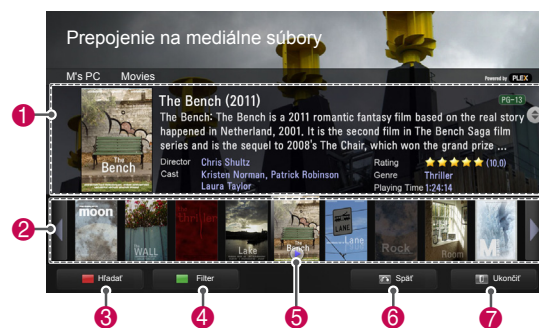 Prepojenie na mediálne súbory
M's PC Movies
Powered by PLEX
The Bench (2011) PG-13
The Bench: The Bench is a 2011 romantic fantasy film based on the real story
happened in Netherland, 2001. It is the second film in The Bench Saga film
series and is the sequel to 2008's The Chair, which won the grand prize ...
Director Chris Shultz
Cast Kristen Norman, Patrick Robinson
Laura Taylor
Rating (10,0)
Genre Thriller
Playing Time 1:24:14
The
Bench
1
2
moon
The
WALL
thriller
Lake
The
Bench
LANE
Lane
Rock
Room
M
Hľadať
Filter
Späť
Ukončiť
3
4
5
6
7